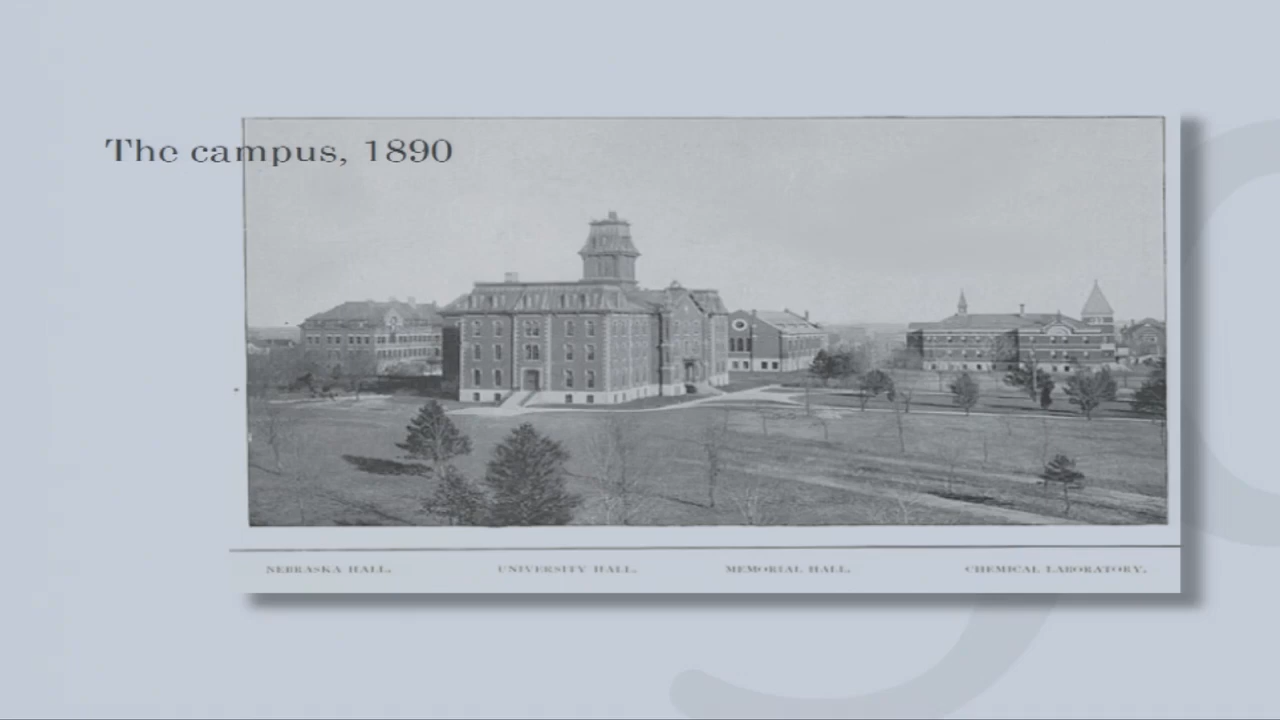 The campus, 1890
NEBRASKA HALL.
UNIVERSITY HALL.
MEMORIAL HALL.
CHEMICAL LABORATORY.